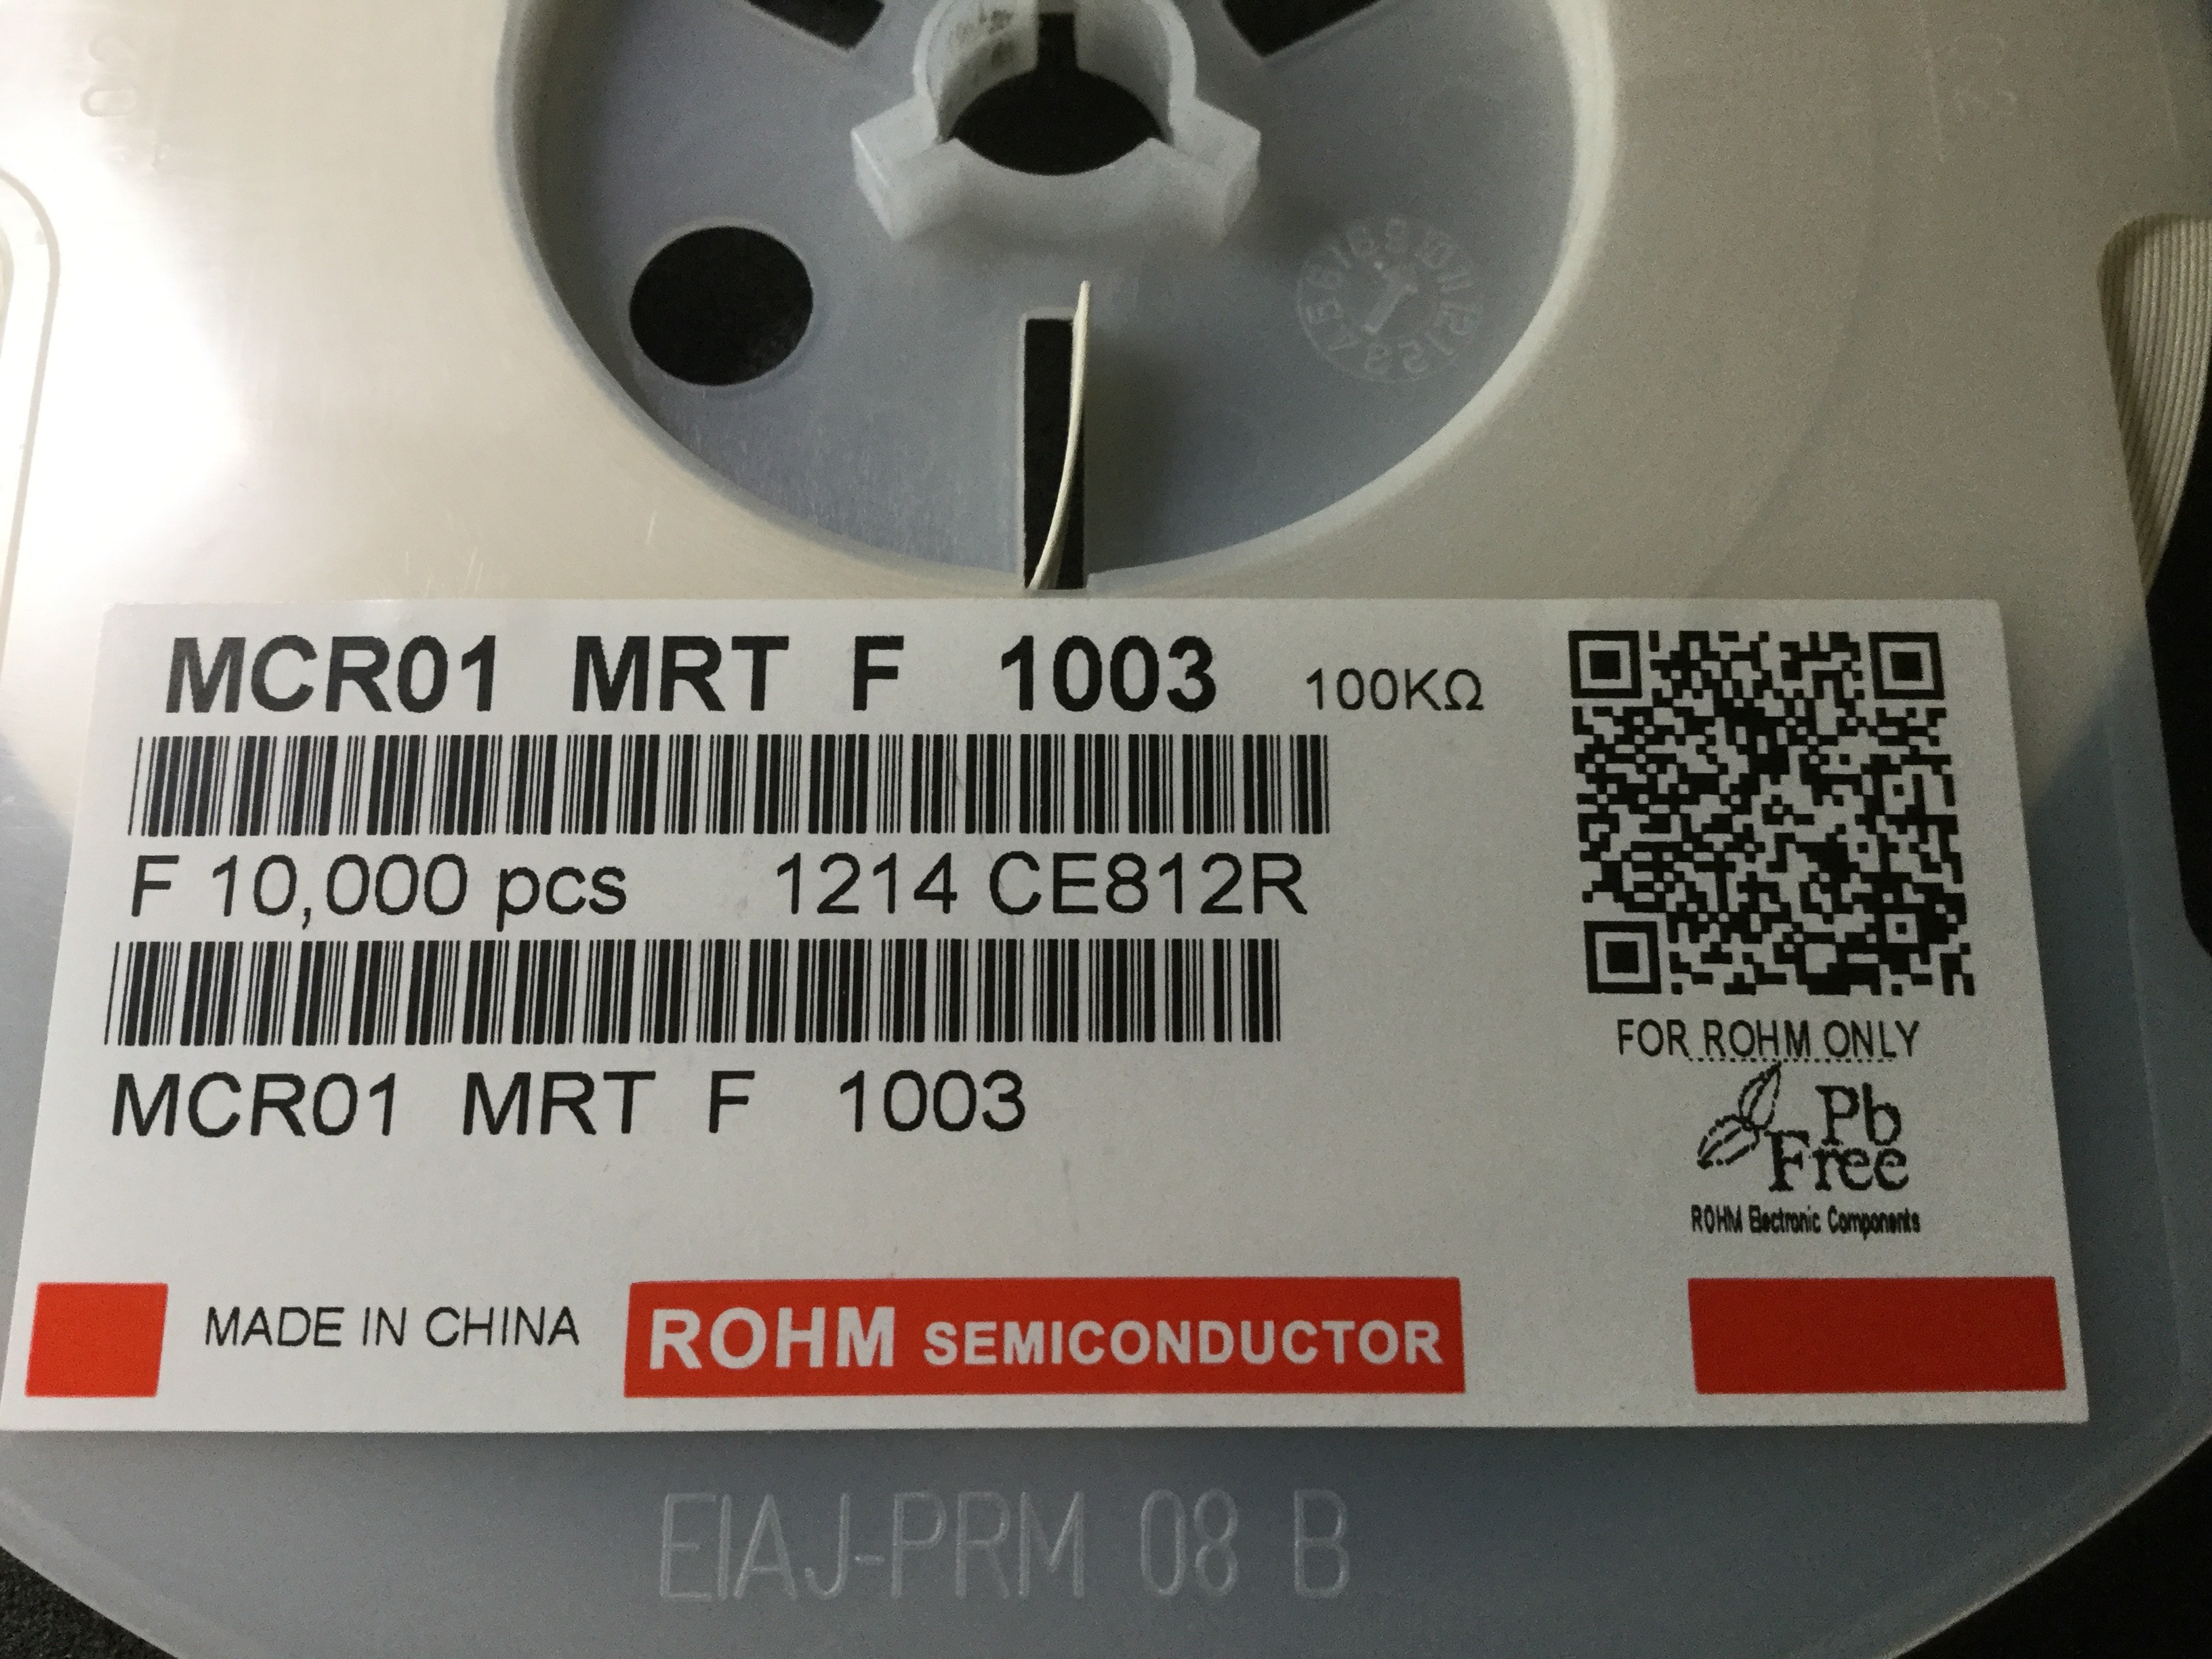 MCR01 MRT F 1003 100KΩ
F 10,000 pcs 1214 CE812R
MCR01 MRT F 1003
FOR ROHM ONLY
Pb
Free
ROHM Electronic Components
MADE IN CHINA
ROHM SEMICONDUCTOR
EIAJ-PRM 08 B